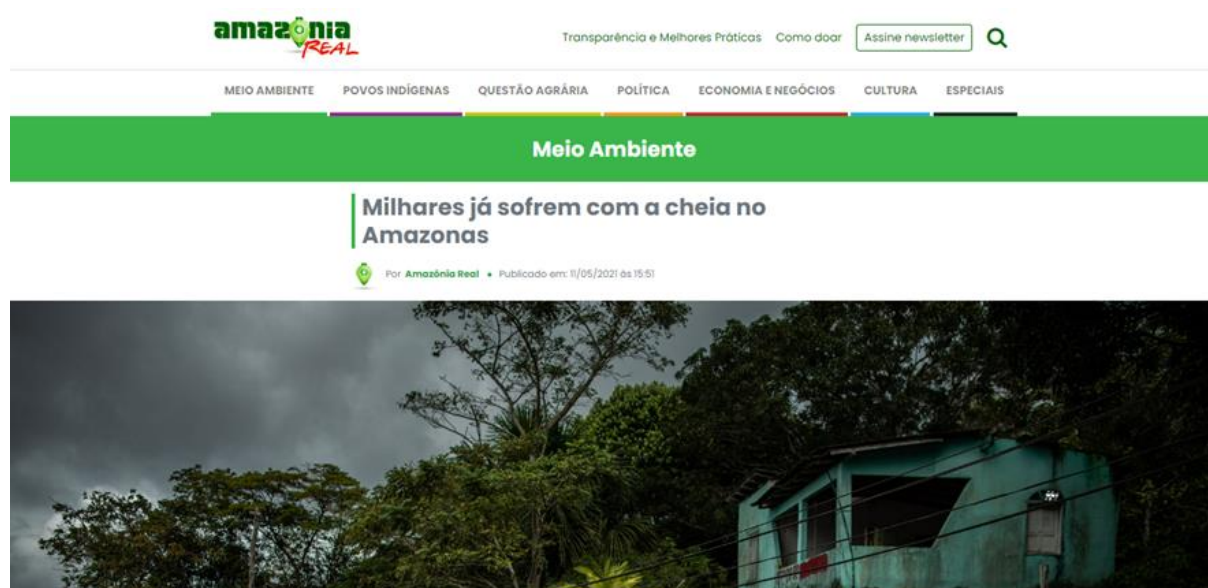 amazônia
REAL
Transparência e Melhores Práticas Como doar Assine newsletter
MEIO AMBIENTE POVOS INDÍGENAS QUESTÃO AGRÁRIA POLÍTICA ECONOMIA E NEGÓCIOS CULTURA ESPECIAIS
Meio Ambiente
Milhares já sofrem com a cheia no
Amazonas
Por Amazônia Real • Publicado em: 11/05/2021 às 15:51